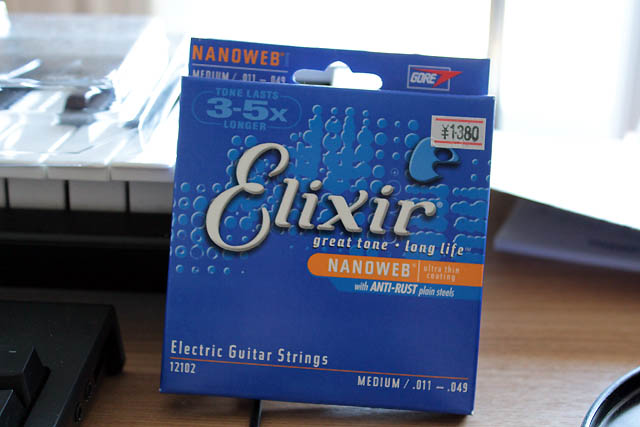 NANOWEB
MEDIUM / .011 – .049
GORE
TONE LASTS
3-5x
LONGER
¥1380
e
Elixir
great tone • long life™
NANOWEB®
ultra thin
coating
with ANTI-RUST plain steels
Electric Guitar Strings
12102
MEDIUM / .011 – .049